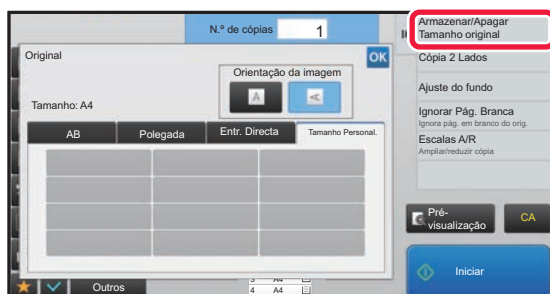 N.º de cópias
1
Original
OK
Orientação da imagem
A
A
Tamanho: A4
AB
Polegada
Entr. Directa
Tamanho Personal.
Outros
3 A4
4 A4
Armazenar/Apagar
Tamanho original
Cópia 2 Lados
Ajuste do fundo
Ignorar Pág. Branca
Ignora pág. em branco do orig.
Escalas A/R
Ampliar/reduzir cópia
Pré-
visualização
CA
Iniciar